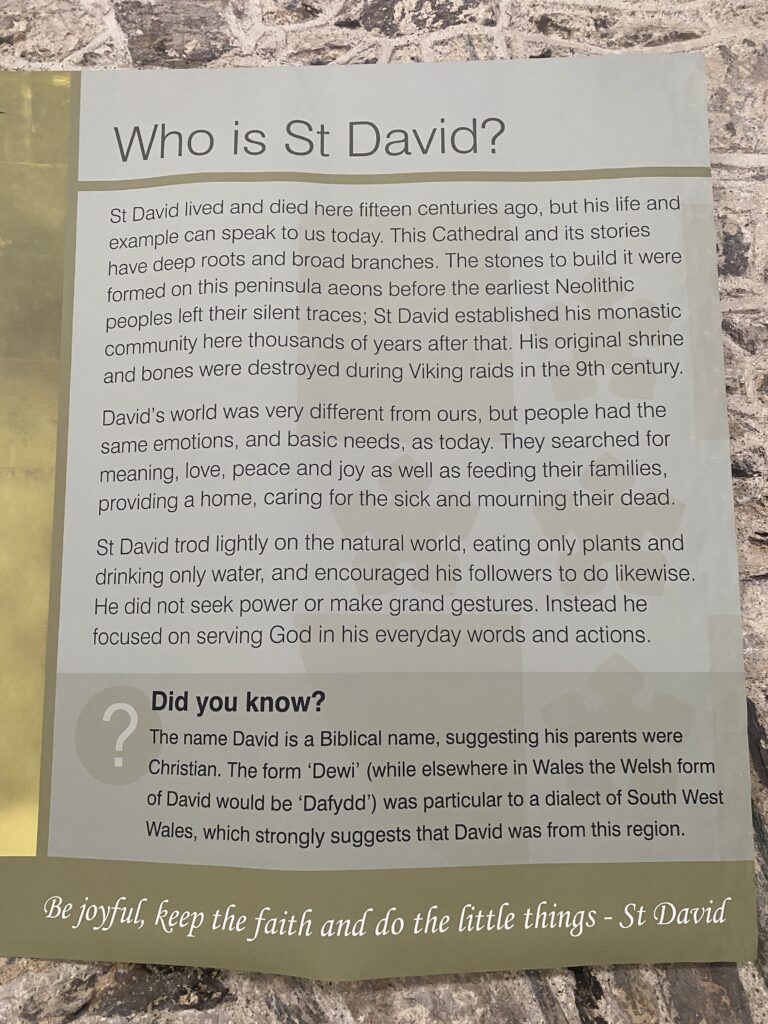 Who is St David?
St David lived and died here fifteen centuries ago, but his life and
example can speak to us today. This Cathedral and its stories
have deep roots and broad branches. The stones to build it were
formed on this peninsula aeons before the earliest Neolithic
peoples left their silent traces; St David established his monastic
community here thousands of years after that. His original shrine
and bones were destroyed during Viking raids in the 9th century.
David's world was very different from ours, but people had the
same emotions, and basic needs, as today. They searched for
meaning, love, peace and joy as well as feeding their families,
providing a home, caring for the sick and mourning their dead.
St David trod lightly on the natural world, eating only plants and
drinking only water, and encouraged his followers to do likewise.
He did not seek power or make grand gestures. Instead he
focused on serving God in his everyday words and actions.
?
Did you know?
The name David is a Biblical name, suggesting his parents were
Christian. The form 'Dewi' (while elsewhere in Wales the Welsh form
of David would be 'Dafydd') was particular to a dialect of South West
Wales, which strongly suggests that David was from this region.
Be joyful, keep the faith and do the little things - St David